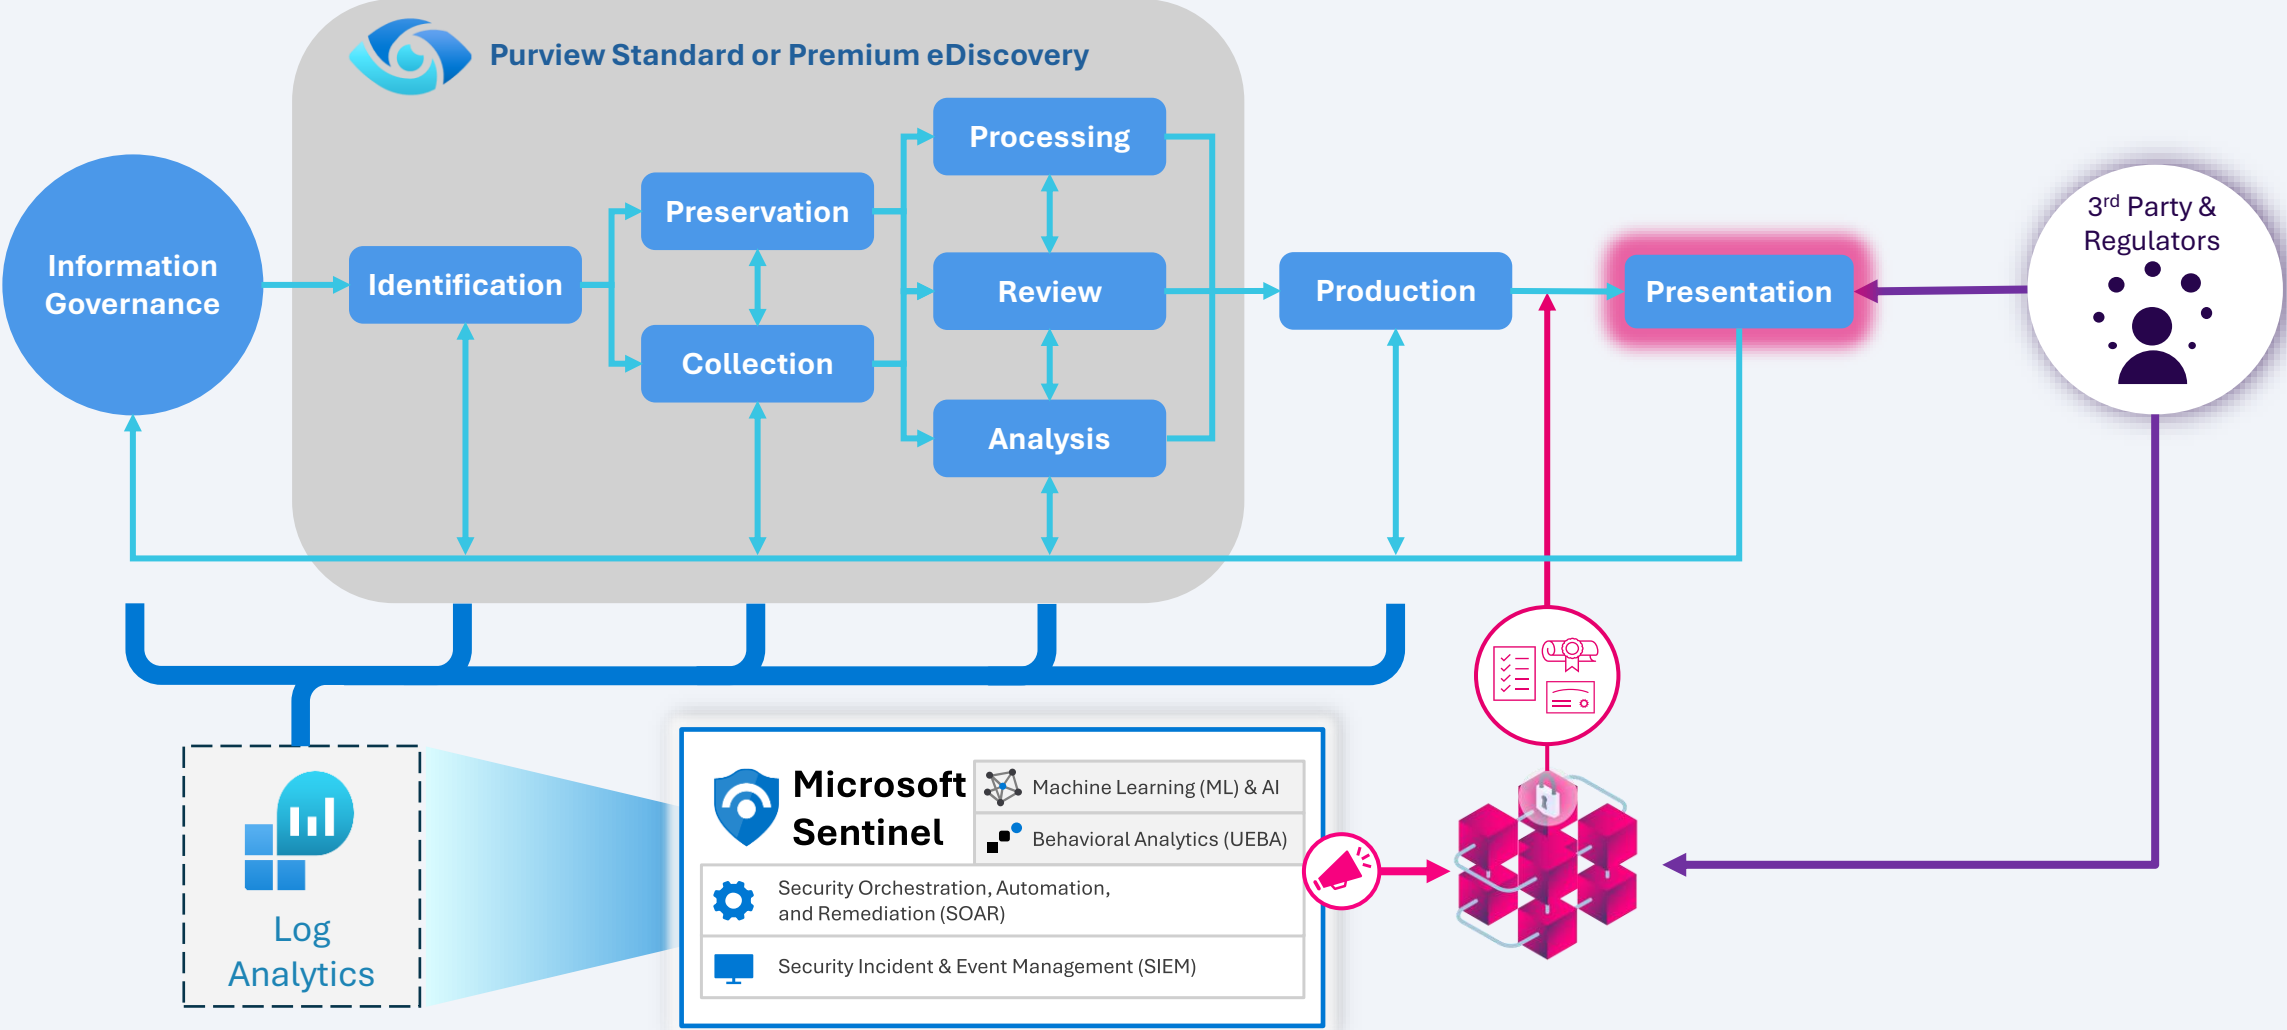 Purview Standard or Premium eDiscovery
Processing
Preservation
3rd Party &
Regulators
Information
Governance
Identification
Review
Production
Presentation
Collection
Analysis
Microsoft
Sentinel
Machine Learning (ML) & AI
Behavioral Analytics (UEBA)
Security Orchestration, Automation,
and Remediation (SOAR)
Security Incident & Event Management (SIEM)
Log
Analytics